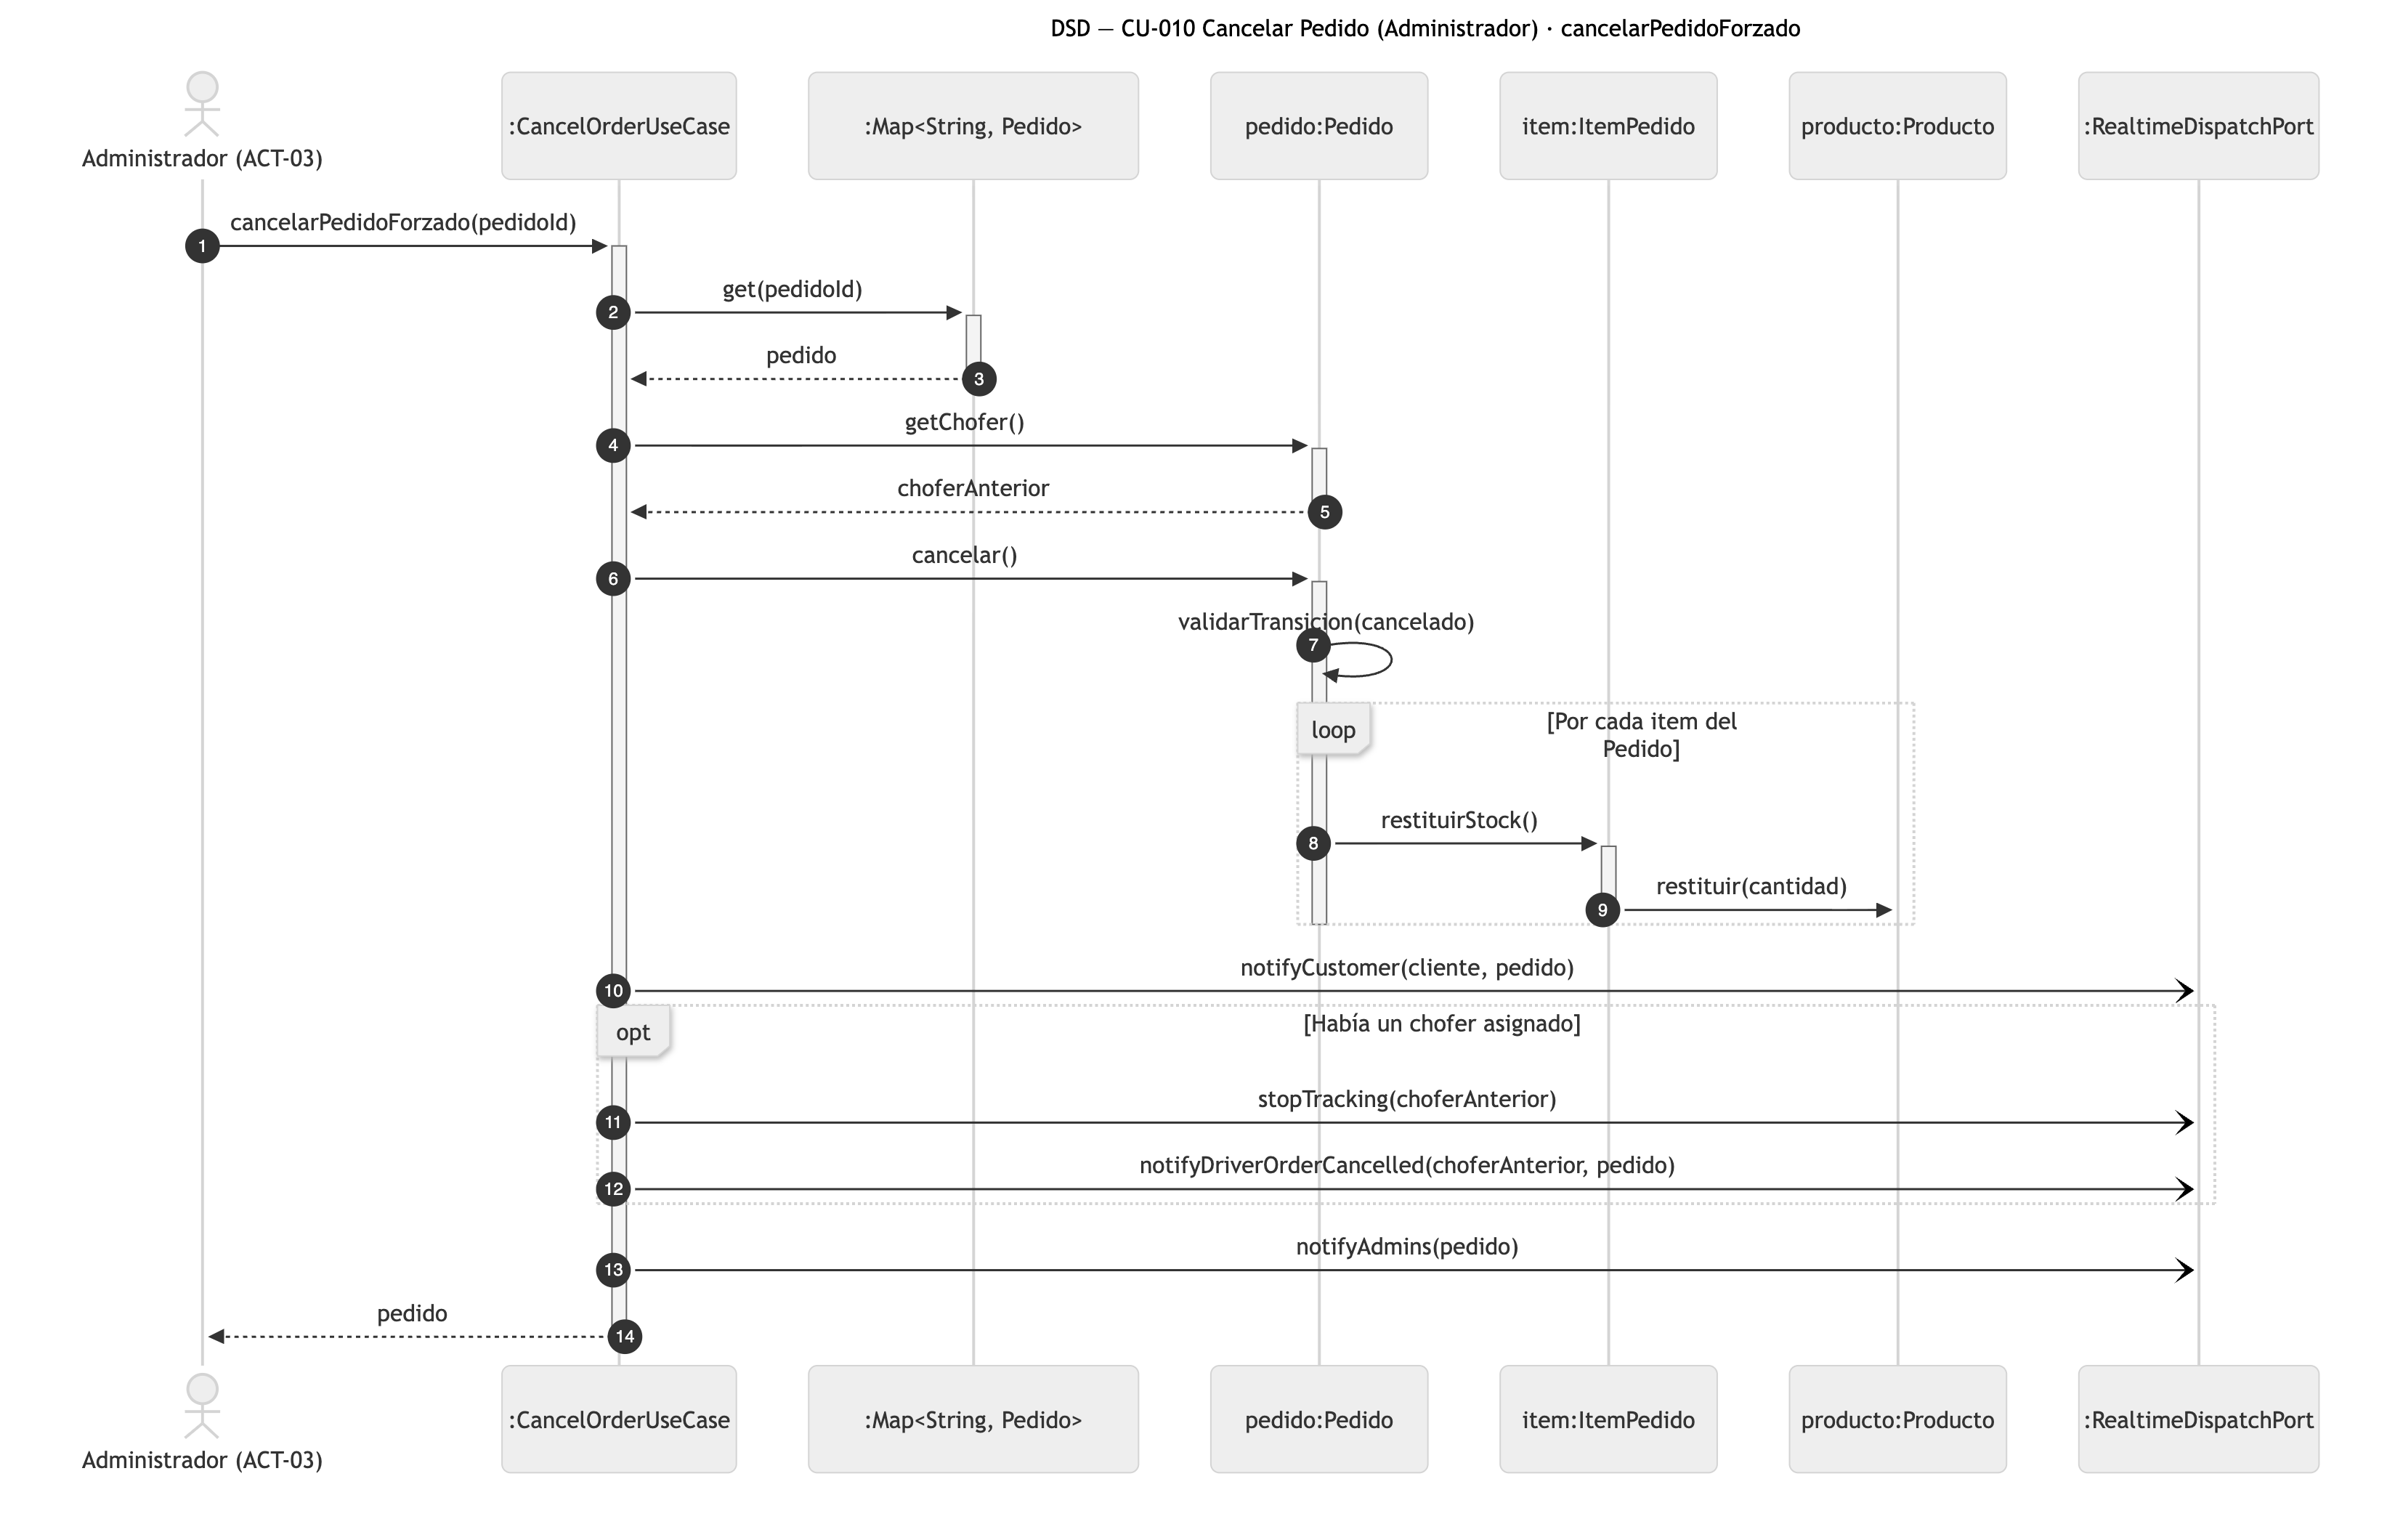 DSD — CU-010 Cancelar Pedido (Administrador) · cancelarPedidoForzado
Administrador (ACT-03)
:CancelOrderUseCase
:Map<String, Pedido>
pedido:Pedido
item:ItemPedido
producto:Producto
:RealtimeDispatchPort
cancelarPedidoForzado(pedidoId)
1
get(pedidoId)
2
pedido
3
getChofer()
4
choferAnterior
5
cancelar()
6
validarTransicion(cancelado)
7
loop
[Por cada item del
Pedido]
restituirStock()
8
restituir(cantidad)
9
notifyCustomer(cliente, pedido)
10
opt
[Había un chofer asignado]
stopTracking(choferAnterior)
11
notifyDriverOrderCancelled(choferAnterior, pedido)
12
notifyAdmins(pedido)
13
pedido
14
Administrador (ACT-03)
:CancelOrderUseCase
:Map<String, Pedido>
pedido:Pedido
item:ItemPedido
producto:Producto
:RealtimeDispatchPort